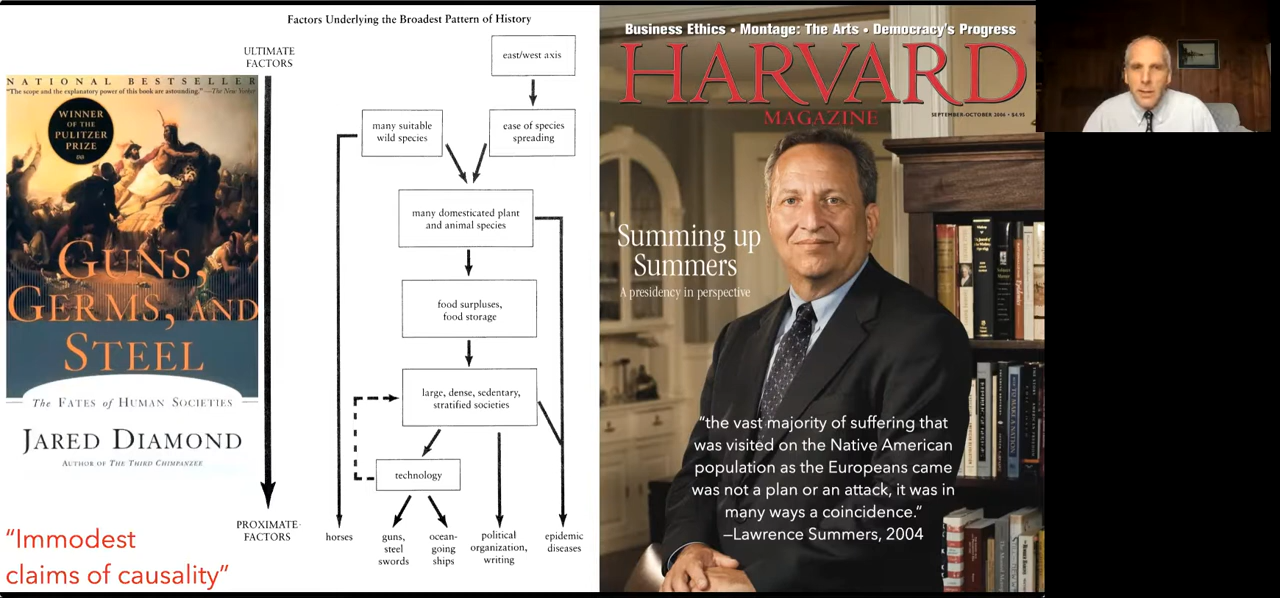 Factors Underlying the Broadest Pattern of History
ULTIMATE
FACTORS
east/west axis
many suitable
wild species
ease of species
spreading
many domesticated plant
and animal species
food surpluses,
food storage
large, dense, sedentary,
stratified societies
technology
PROXIMATE
FACTORS
horses
guns,
steel
swords
ocean-
going
ships
political
organization,
writing
epidemic
diseases
NATIONAL BESTSELLER
"The scope and the explanatory power of this book are astounding." —The New Yorker
WINNER
OF THE
PULITZER
PRIZE
GUNS,
GERMS, AND
STEEL
The FATES of HUMAN SOCIETIES
JARED DIAMOND
AUTHOR OF THE THIRD CHIMPANZEE
"Immodest
claims of causality"
Business Ethics • Montage: The Arts • Democracy's Progress
HARVARD
MAGAZINE
SEPTEMBER-OCTOBER 2006 • $4.95
Summing up
Summers
A presidency in perspective
"the vast majority of suffering that
was visited on the Native American
population as the Europeans came
was not a plan or an attack, it was in
many ways a coincidence."
—Lawrence Summers, 2004